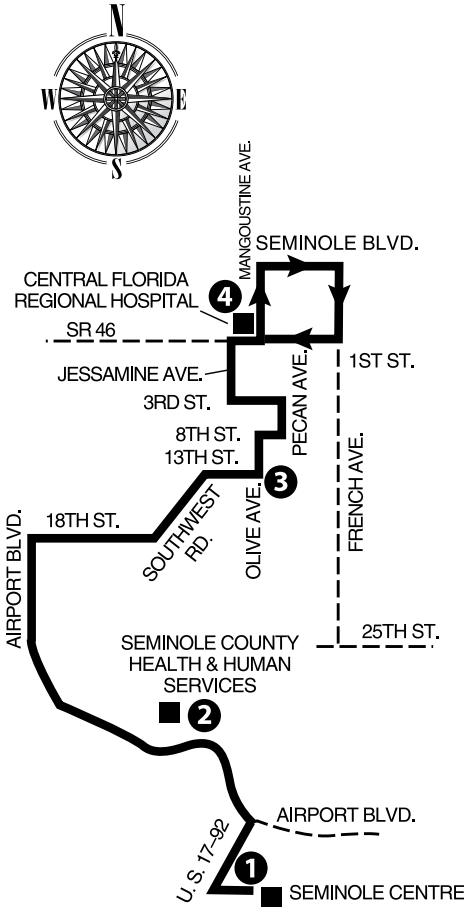 N
W
E
S
MANGOUSTINE AVE.
SEMINOLE BLVD.
CENTRAL FLORIDA
REGIONAL HOSPITAL
4
SR 46
1ST ST.
JESSAMINE AVE.
PECAN AVE.
3RD ST.
8TH ST.
13TH ST.
3
OLIVE AVE.
FRENCH AVE.
SOUTHWEST
RD.
18TH ST.
AIRPORT BLVD.
25TH ST.
SEMINOLE COUNTY
HEALTH & HUMAN
SERVICES
2
AIRPORT BLVD.
U. S. 17–92
1
SEMINOLE CENTRE